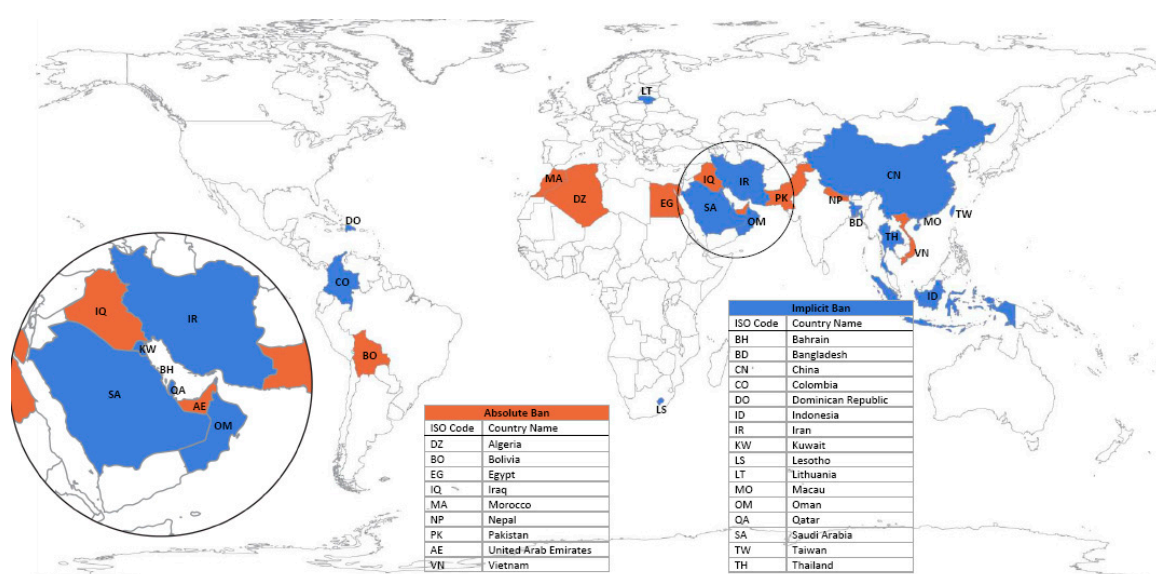 LT
MA
DZ
EG
IQ
IR
SA
OM
PK
CN
NP
BD
MO
TW
TH
VN
ID
DO
CO
BO
LS
IQ
IR
KW
BH
QA
SA
AE
OM
Absolute Ban
ISO Code Country Name
DZ Algeria
BO Bolivia
EG Egypt
IQ Iraq
MA Morocco
NP Nepal
PK Pakistan
AE United Arab Emirates
VN Vietnam
Implicit Ban
ISO Code Country Name
BH Bahrain
BD Bangladesh
CN China
CO Colombia
DO Dominican Republic
ID Indonesia
IR Iran
KW Kuwait
LS Lesotho
LT Lithuania
MO Macau
OM Oman
QA Qatar
SA Saudi Arabia
TW Taiwan
TH Thailand